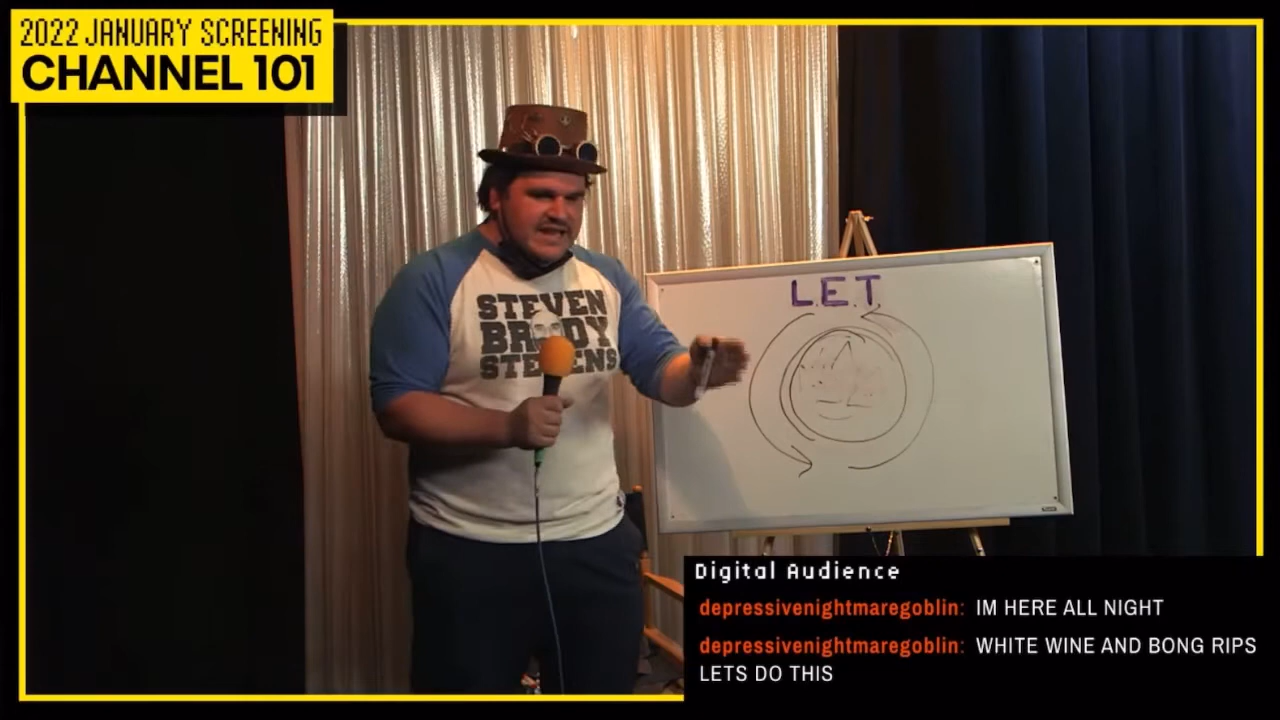 2022 JANUARY SCREENING
CHANNEL 101
STEVEN
BRODY
STEVENS
L.E.T.
Digital Audience
depressivenightmaregoblin: IM HERE ALL NIGHT
depressivenightmaregoblin: WHITE WINE AND BONG RIPS
LETS DO THIS